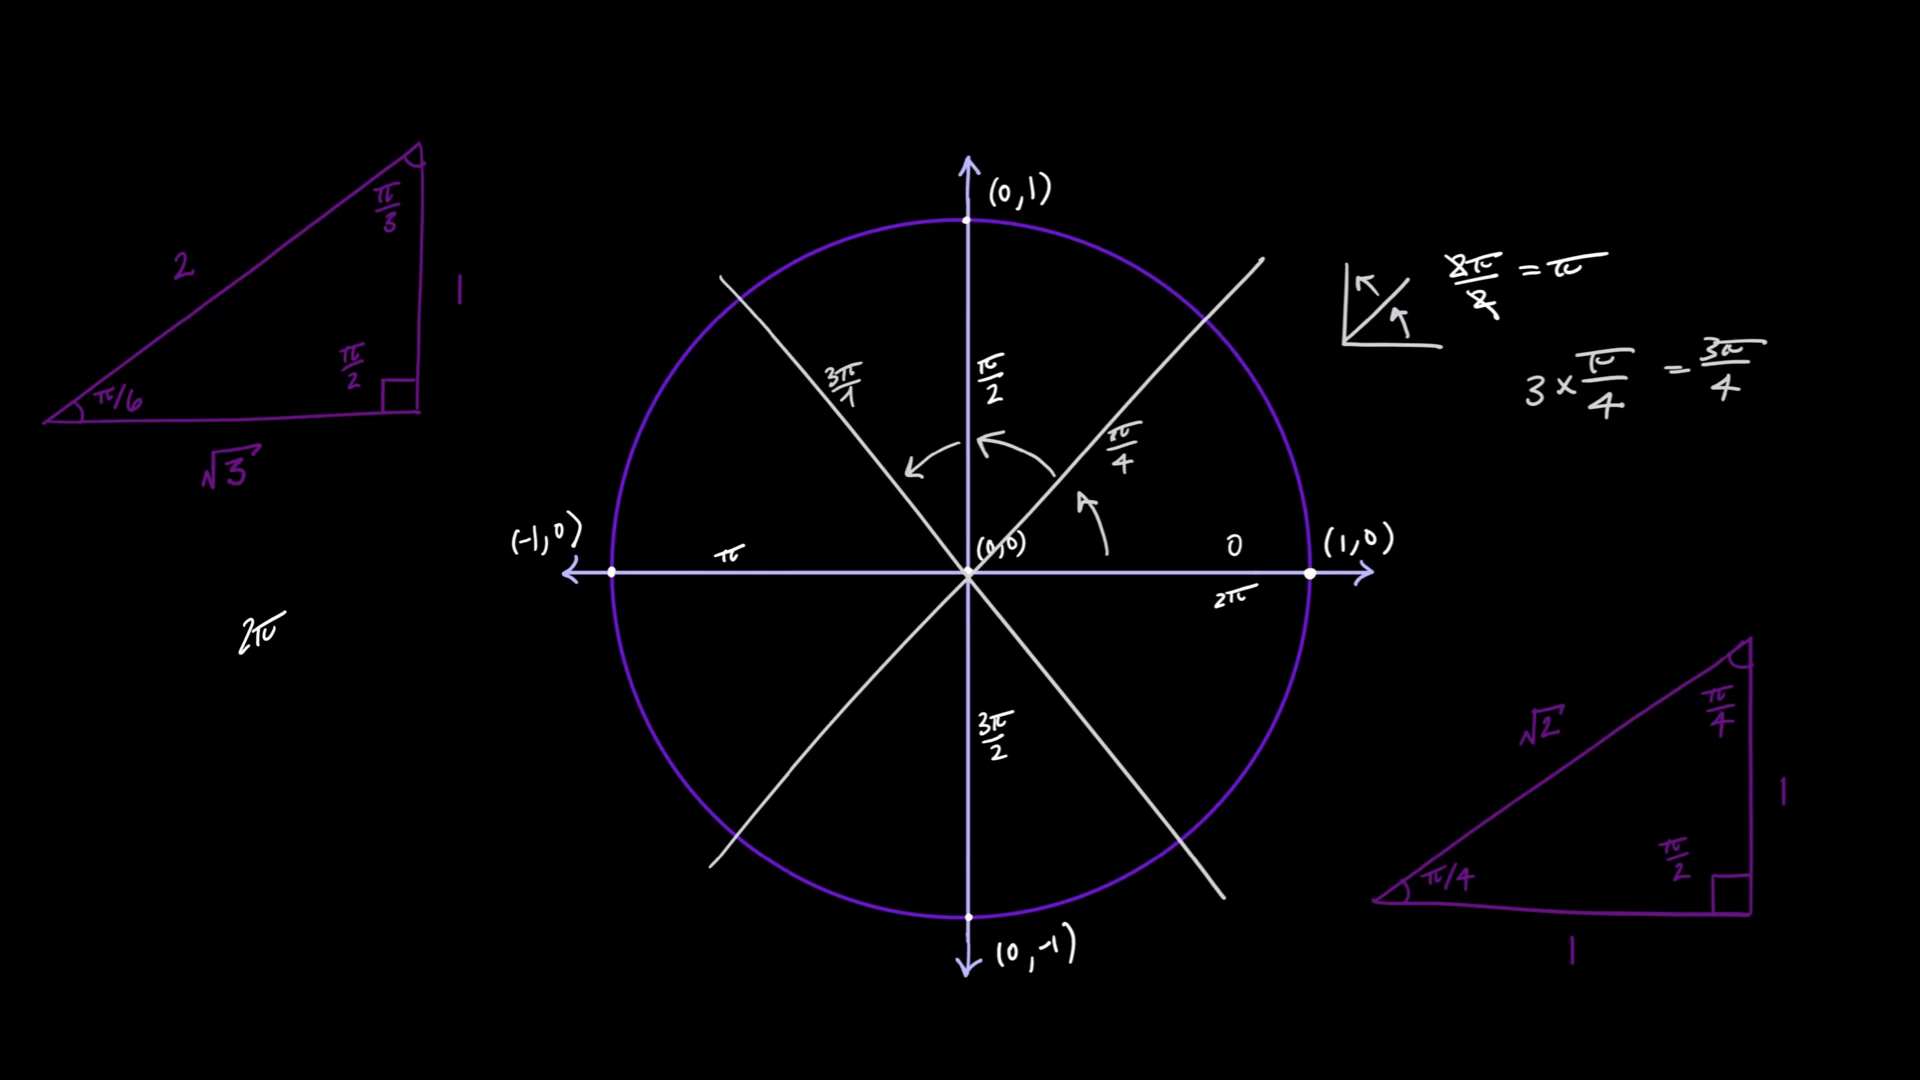 (0,1)
π/3
2
1
8π/8 = π
π/2
π/6
3π/4
π/2
3 × π/4 = 3π/4
π/4
√3
(-1,0)
π
(0,0)
0
(1,0)
2π
2π
3π/2
√2
π/4
1
π/2
π/4
(0,-1)
1